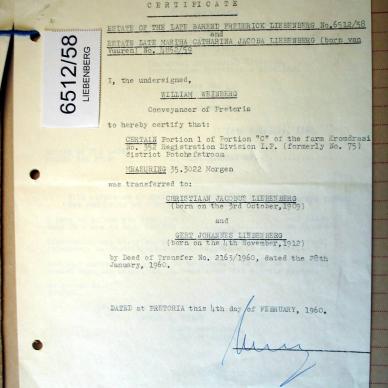 CERTIFICATE
ESTATE OF THE LATE BAREND FREDERICK LIEBENBERG No.6512/58
and
ESTATE LATE MARTHA CATHARINA JACOBA LIEBENBERG (born van
Vuuren) No.
6512/58
LIEBENBERG
I, the undersigned,
WILLIAM WEINBERG
Conveyancer of Pretoria
to hereby certify that:
CERTAIN Portion 1 of Portion "C" of the farm Kromdraai
No. 352 Registration Division I.P. (formerly No. 75)
district Potchefstroom
MEASURING 35.3022 Morgen
was transferred to:
CHRISTIAAN JACOBUS LIEBENBERG
(born on the 3rd October, 1909)
and
GERT JOHANNES LIEBENBERG
(born on the 4th November, 1912)
by Deed of Transfer No. 2163/1960, dated the 28th
January, 1960.
DATED at PRETORIA this 4th day of FEBRUARY, 1960.